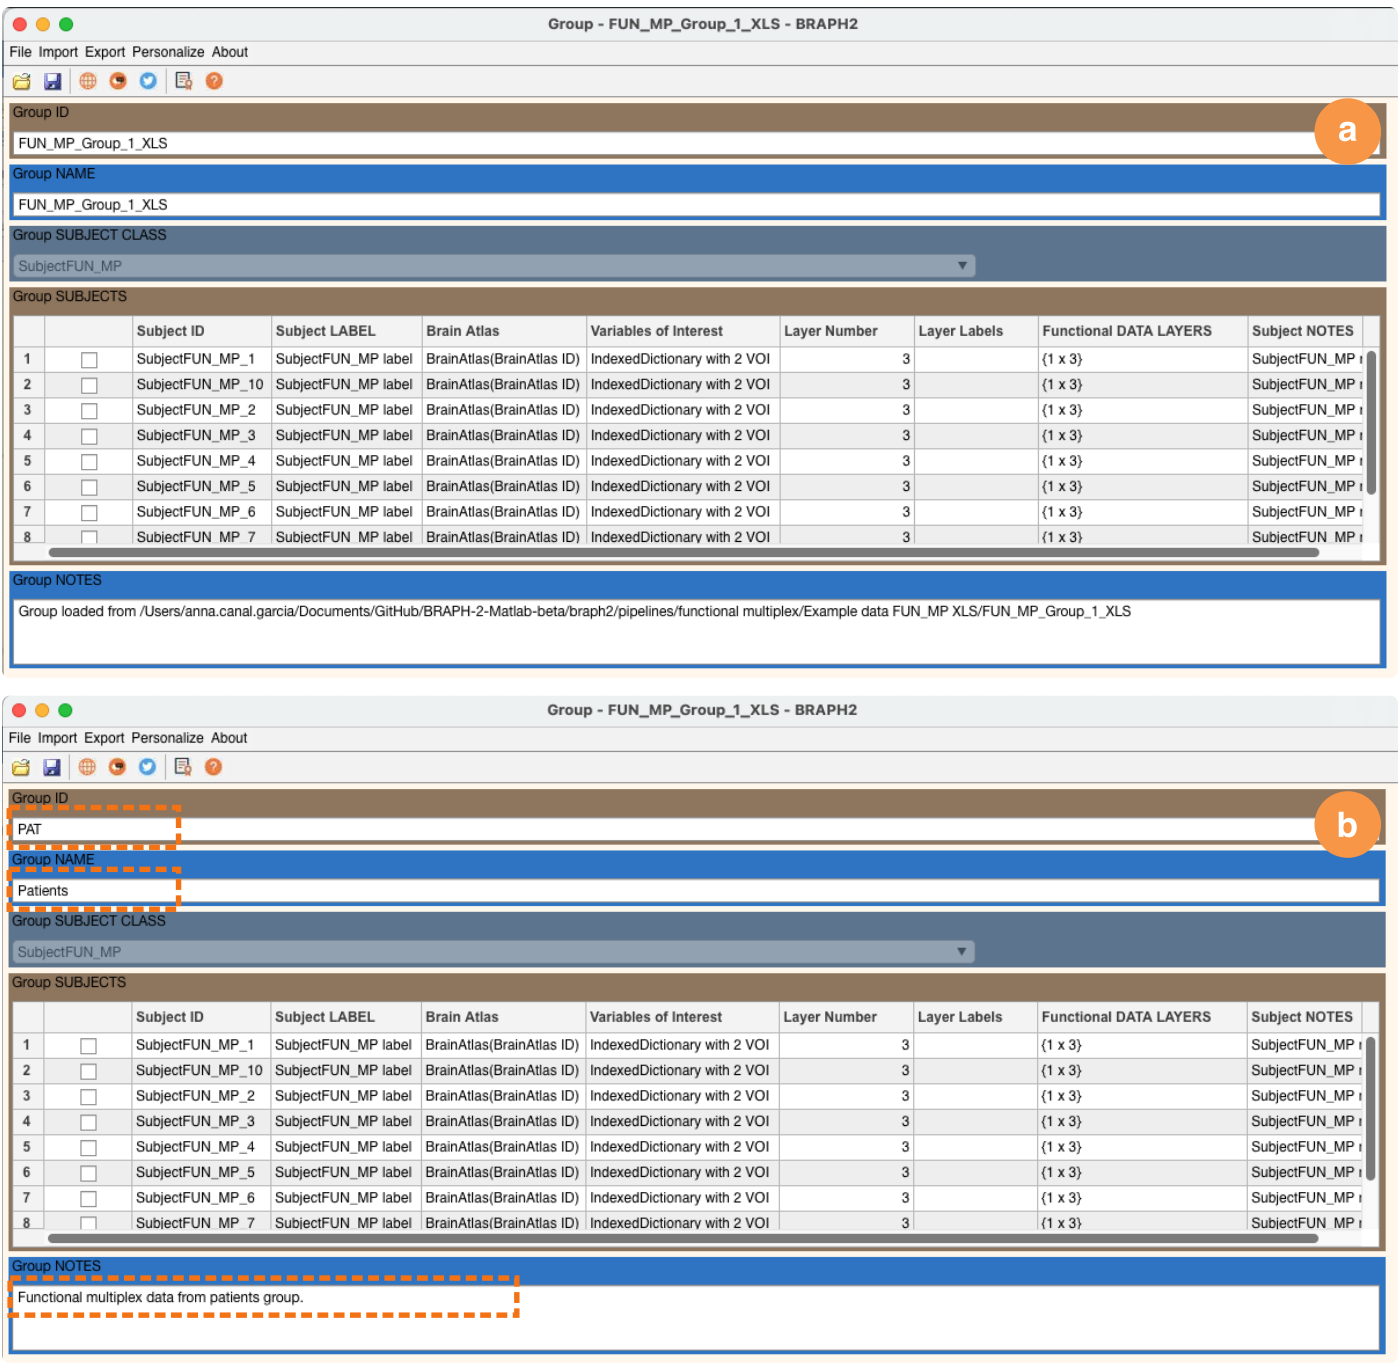 Group - FUN_MP_Group_1_XLS - BRAPH2
File Import Export Personalize About
Group ID
a
FUN_MP_Group_1_XLS
Group NAME
FUN_MP_Group_1_XLS
Group SUBJECT CLASS
SubjectFUN_MP
Group SUBJECTS
Subject ID Subject LABEL Brain Atlas Variables of Interest Layer Number Layer Labels Functional DATA LAYERS Subject NOTES
1 SubjectFUN_MP_1 SubjectFUN_MP label BrainAtlas(BrainAtlas ID) IndexedDictionary with 2 VOI 3 {1 x 3} SubjectFUN_MP
2 SubjectFUN_MP_10 SubjectFUN_MP label BrainAtlas(BrainAtlas ID) IndexedDictionary with 2 VOI 3 {1 x 3} SubjectFUN_MP
3 SubjectFUN_MP_2 SubjectFUN_MP label BrainAtlas(BrainAtlas ID) IndexedDictionary with 2 VOI 3 {1 x 3} SubjectFUN_MP
4 SubjectFUN_MP_3 SubjectFUN_MP label BrainAtlas(BrainAtlas ID) IndexedDictionary with 2 VOI 3 {1 x 3} SubjectFUN_MP
5 SubjectFUN_MP_4 SubjectFUN_MP label BrainAtlas(BrainAtlas ID) IndexedDictionary with 2 VOI 3 {1 x 3} SubjectFUN_MP
6 SubjectFUN_MP_5 SubjectFUN_MP label BrainAtlas(BrainAtlas ID) IndexedDictionary with 2 VOI 3 {1 x 3} SubjectFUN_MP
7 SubjectFUN_MP_6 SubjectFUN_MP label BrainAtlas(BrainAtlas ID) IndexedDictionary with 2 VOI 3 {1 x 3} SubjectFUN_MP
8 SubjectFUN_MP_7 SubjectFUN_MP label BrainAtlas(BrainAtlas ID) IndexedDictionary with 2 VOI 3 {1 x 3} SubjectFUN_MP
Group NOTES
Group loaded from /Users/anna.canal.garcia/Documents/GitHub/BRAPH-2-Matlab-beta/braph2/pipelines/functional multiplex/Example data FUN_MP XLS/FUN_MP_Group_1_XLS
Group - FUN_MP_Group_1_XLS - BRAPH2
File Import Export Personalize About
Group ID
b
PAT
Group NAME
Patients
Group SUBJECT CLASS
SubjectFUN_MP
Group SUBJECTS
Subject ID Subject LABEL Brain Atlas Variables of Interest Layer Number Layer Labels Functional DATA LAYERS Subject NOTES
1 SubjectFUN_MP_1 SubjectFUN_MP label BrainAtlas(BrainAtlas ID) IndexedDictionary with 2 VOI 3 {1 x 3} SubjectFUN_MP
2 SubjectFUN_MP_10 SubjectFUN_MP label BrainAtlas(BrainAtlas ID) IndexedDictionary with 2 VOI 3 {1 x 3} SubjectFUN_MP
3 SubjectFUN_MP_2 SubjectFUN_MP label BrainAtlas(BrainAtlas ID) IndexedDictionary with 2 VOI 3 {1 x 3} SubjectFUN_MP
4 SubjectFUN_MP_3 SubjectFUN_MP label BrainAtlas(BrainAtlas ID) IndexedDictionary with 2 VOI 3 {1 x 3} SubjectFUN_MP
5 SubjectFUN_MP_4 SubjectFUN_MP label BrainAtlas(BrainAtlas ID) IndexedDictionary with 2 VOI 3 {1 x 3} SubjectFUN_MP
6 SubjectFUN_MP_5 SubjectFUN_MP label BrainAtlas(BrainAtlas ID) IndexedDictionary with 2 VOI 3 {1 x 3} SubjectFUN_MP
7 SubjectFUN_MP_6 SubjectFUN_MP label BrainAtlas(BrainAtlas ID) IndexedDictionary with 2 VOI 3 {1 x 3} SubjectFUN_MP
8 SubjectFUN_MP_7 SubjectFUN_MP label BrainAtlas(BrainAtlas ID) IndexedDictionary with 2 VOI 3 {1 x 3} SubjectFUN_MP
Group NOTES
Functional multiplex data from patients group.